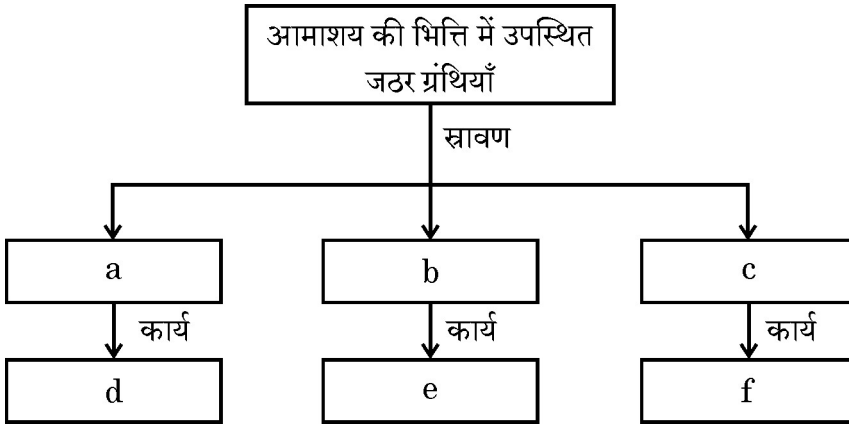 आमाशय की भित्ति में उपस्थित
जठर ग्रंथियाँ
स्रावण
a
b
c
कार्य
कार्य
कार्य
d
e
f